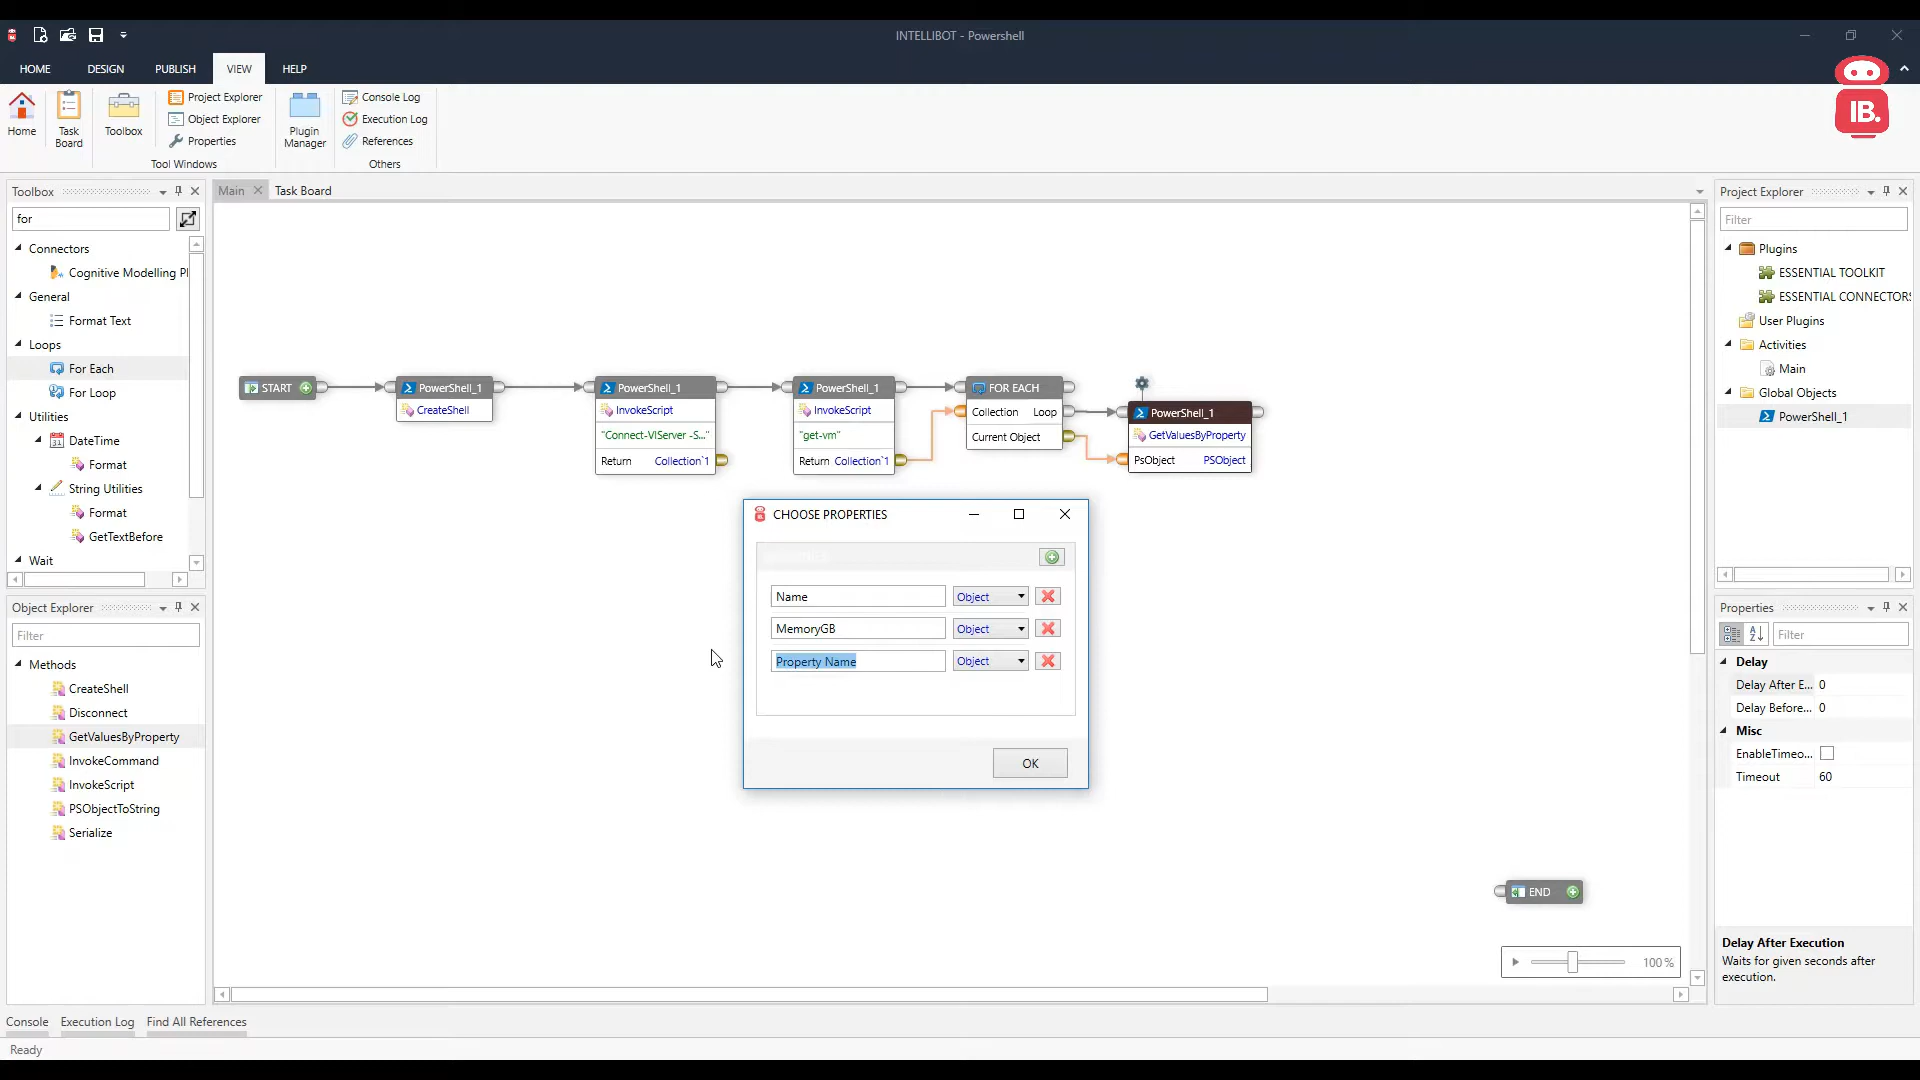 INTELLIBOT - Powershell
HOME
DESIGN
PUBLISH
VIEW
HELP
Home
Task Board
Toolbox
Project Explorer
Object Explorer
Properties
Tool Windows
Plugin Manager
Console Log
Execution Log
References
Others
IB.
Toolbox
for
Connectors
Cognitive Modelling Pl
General
Format Text
Loops
For Each
For Loop
Utilities
DateTime
Format
String Utilities
Format
GetTextBefore
Wait
Object Explorer
Filter
Methods
CreateShell
Disconnect
GetValuesByProperty
InvokeCommand
InvokeScript
PSObjectToString
Serialize
Main
Task Board
START
PowerShell_1
CreateShell
PowerShell_1
InvokeScript
"Connect-VIServer -S..."
Return Collection`1
PowerShell_1
InvokeScript
"get-vm"
Return Collection`1
FOR EACH
Collection Loop
Current Object
PowerShell_1
GetValuesByProperty
PsObject PSObject
CHOOSE PROPERTIES
Name Object
MemoryGB Object
Property Name Object
OK
END
100 %
Project Explorer
Filter
Plugins
ESSENTIAL TOOLKIT
ESSENTIAL CONNECTORS
User Plugins
Activities
Main
Global Objects
PowerShell_1
Properties
Filter
Delay
Delay After E... 0
Delay Before... 0
Misc
EnableTimeo...
Timeout 60
Delay After Execution
Waits for given seconds after
execution.
Console
Execution Log
Find All References
Ready